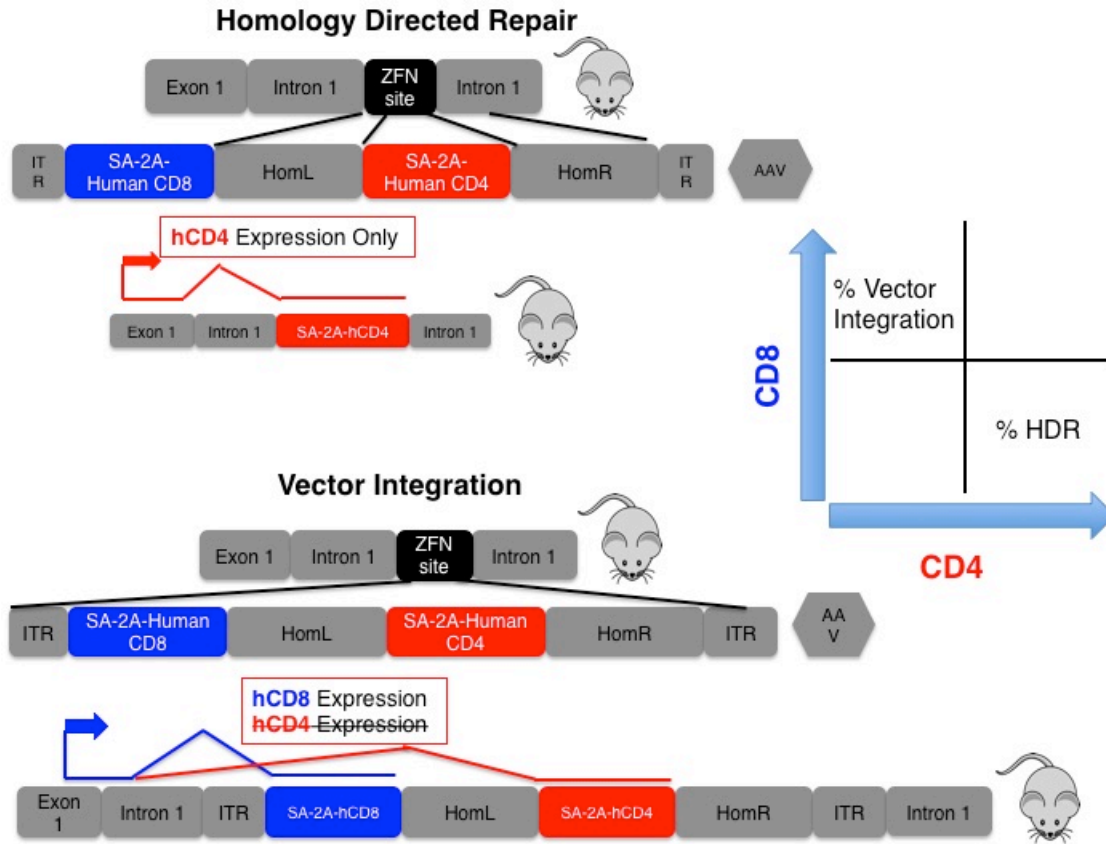 Homology Directed Repair
Exon 1
Intron 1
ZFN
site
Intron 1
IT
R
SA-2A-
Human CD8
HomL
SA-2A-
Human CD4
HomR
IT
R
AAV
hCD4 Expression Only
Exon 1
Intron 1
SA-2A-hCD4
Intron 1
CD8
% Vector
Integration
% HDR
CD4
Vector Integration
Exon 1
Intron 1
ZFN
site
Intron 1
ITR
SA-2A-Human
CD8
HomL
SA-2A-Human
CD4
HomR
ITR
AA
V
hCD8 Expression
hCD4 Expression
Exon
1
Intron 1
ITR
SA-2A-hCD8
HomL
SA-2A-hCD4
HomR
ITR
Intron 1